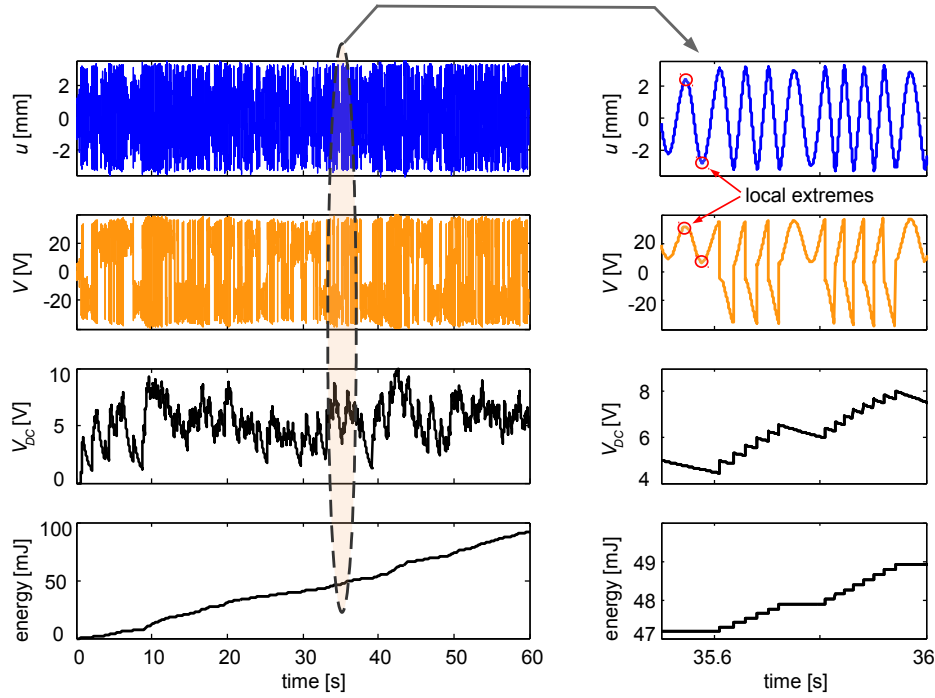 2
0
-2
u [mm]
2
0
-2
u [mm]
local extremes
20
0
-20
V [V]
20
0
-20
V [V]
10
5
0
V_DC [V]
8
6
4
V_DC [V]
100
50
0
energy [mJ]
49
48
47
energy [mJ]
0 10 20 30 40 50 60
35.6 36
time [s]
time [s]